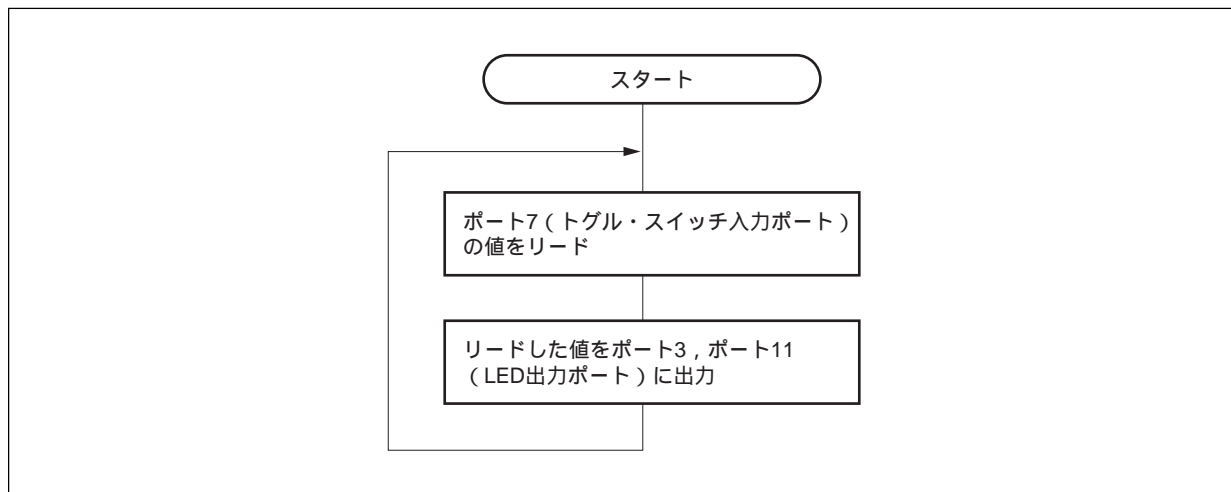 スタート
ポート7（トグル・スイッチ入力ポート）
の値をリード
リードした値をポート3，ポート11
（LED出力ポート）に出力